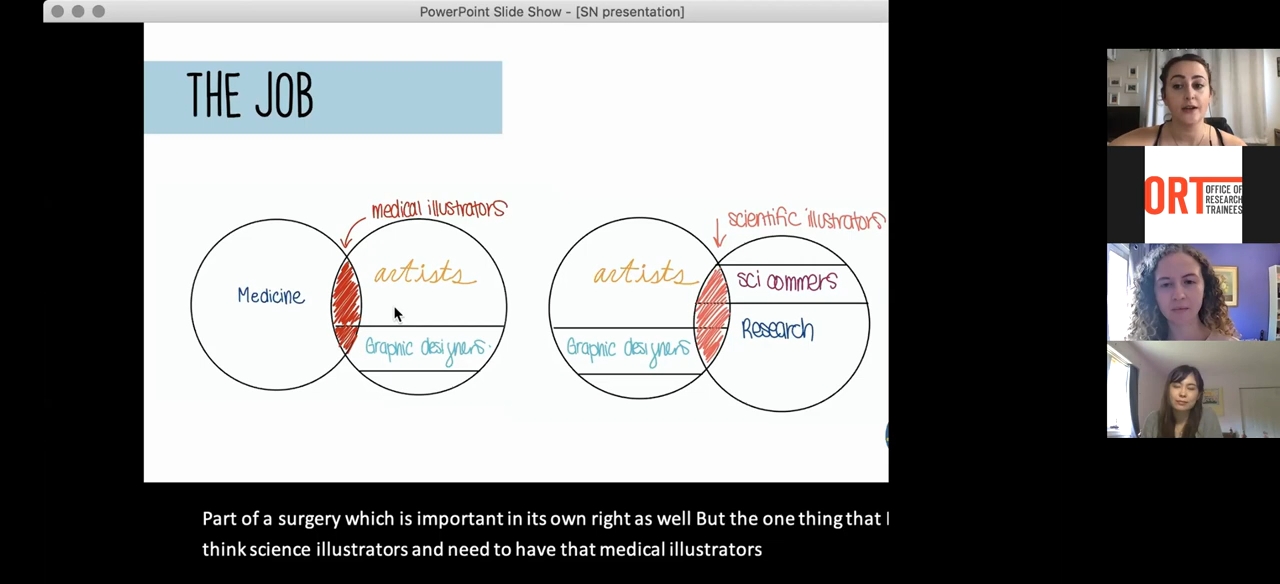 PowerPoint Slide Show - [SN presentation]
THE JOB
medical illustrators
scientific illustrators
artists
artists
sci commers
Medicine
Research
Graphic designers
Graphic designers
ORT OFFICE OF
RESEARCH
TRAINEES
Part of a surgery which is important in its own right as well But the one thing that I
think science illustrators and need to have that medical illustrators